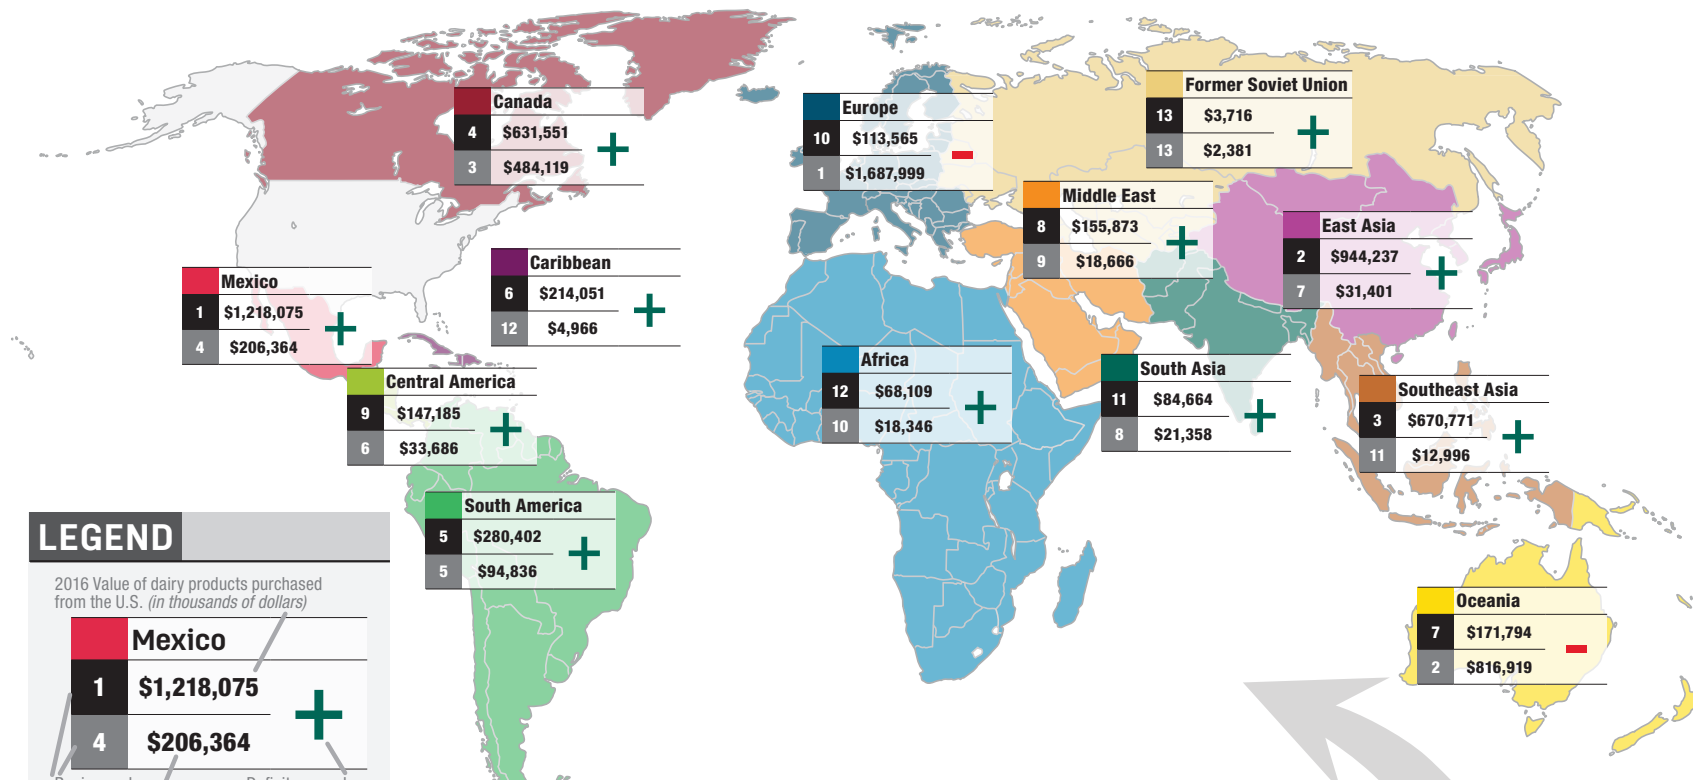 Canada
4 $631,551
3 $484,119
Europe
10 $113,565
1 $1,687,999
Former Soviet Union
13 $3,716
13 $2,381
Middle East
8 $155,873
9 $18,666
East Asia
2 $944,237
7 $31,401
Mexico
1 $1,218,075
4 $206,364
Caribbean
6 $214,051
12 $4,966
Central America
9 $147,185
6 $33,686
Africa
12 $68,109
10 $18,346
South Asia
11 $84,664
8 $21,358
Southeast Asia
3 $670,771
11 $12,996
South America
5 $280,402
5 $94,836
Oceania
7 $171,794
2 $816,919
LEGEND
2016 Value of dairy products purchased
from the U.S. (in thousands of dollars)
Mexico
1 $1,218,075
4 $206,364